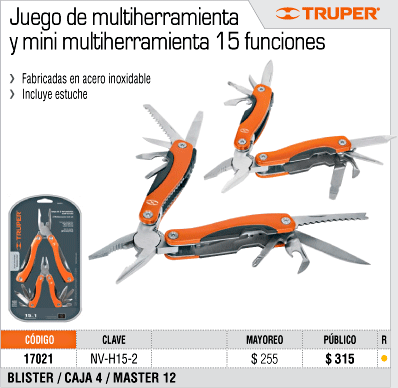 Juego de multiherramienta
y mini multiherramienta 15 funciones
TRUPER®
Fabricadas en acero inoxidable
Incluye estuche
TRUPER
CÓDIGO CLAVE MAYOREO PÚBLICO R
17021 NV-H15-2 $ 255 $ 315
BLISTER / CAJA 4 / MASTER 12